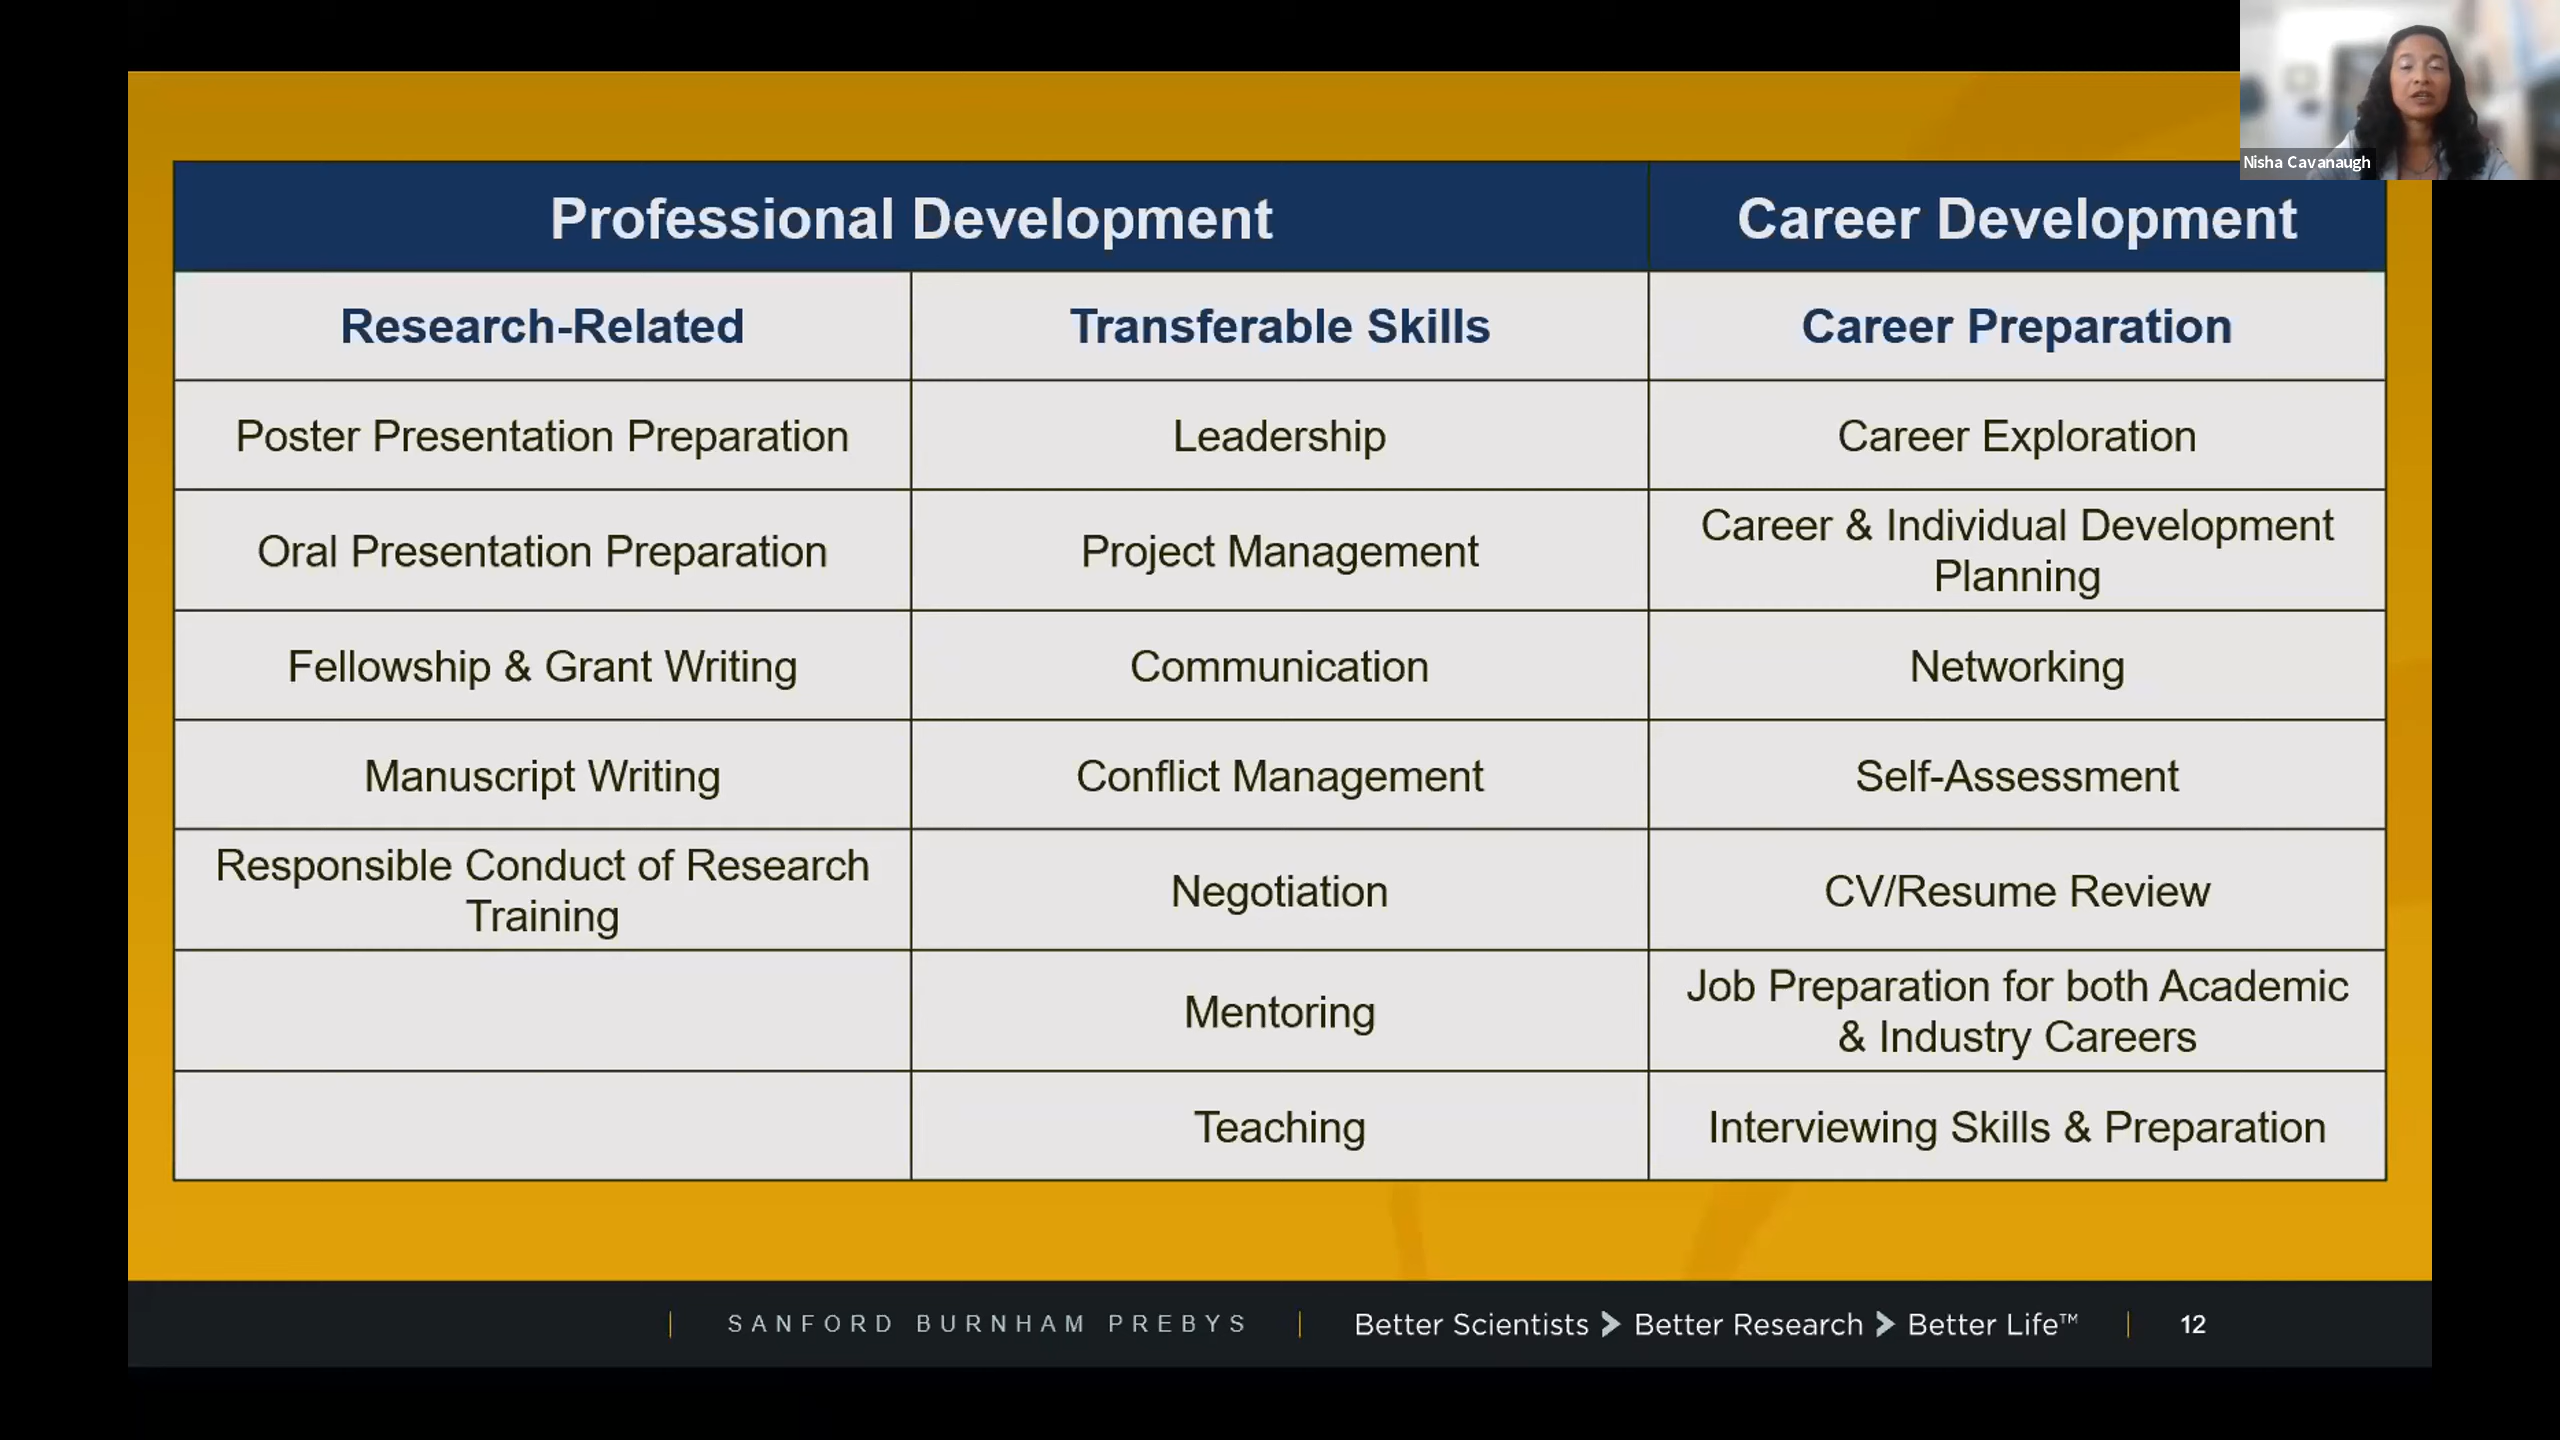 Nisha Cavanaugh
Professional Development
Career Development
Research-Related
Transferable Skills
Career Preparation
Poster Presentation Preparation
Leadership
Career Exploration
Oral Presentation Preparation
Project Management
Career & Individual Development
Planning
Fellowship & Grant Writing
Communication
Networking
Manuscript Writing
Conflict Management
Self-Assessment
Responsible Conduct of Research
Training
Negotiation
CV/Resume Review
Mentoring
Job Preparation for both Academic
& Industry Careers
Teaching
Interviewing Skills & Preparation
SANFORD BURNHAM PREBYS
Better Scientists > Better Research > Better Life™
12